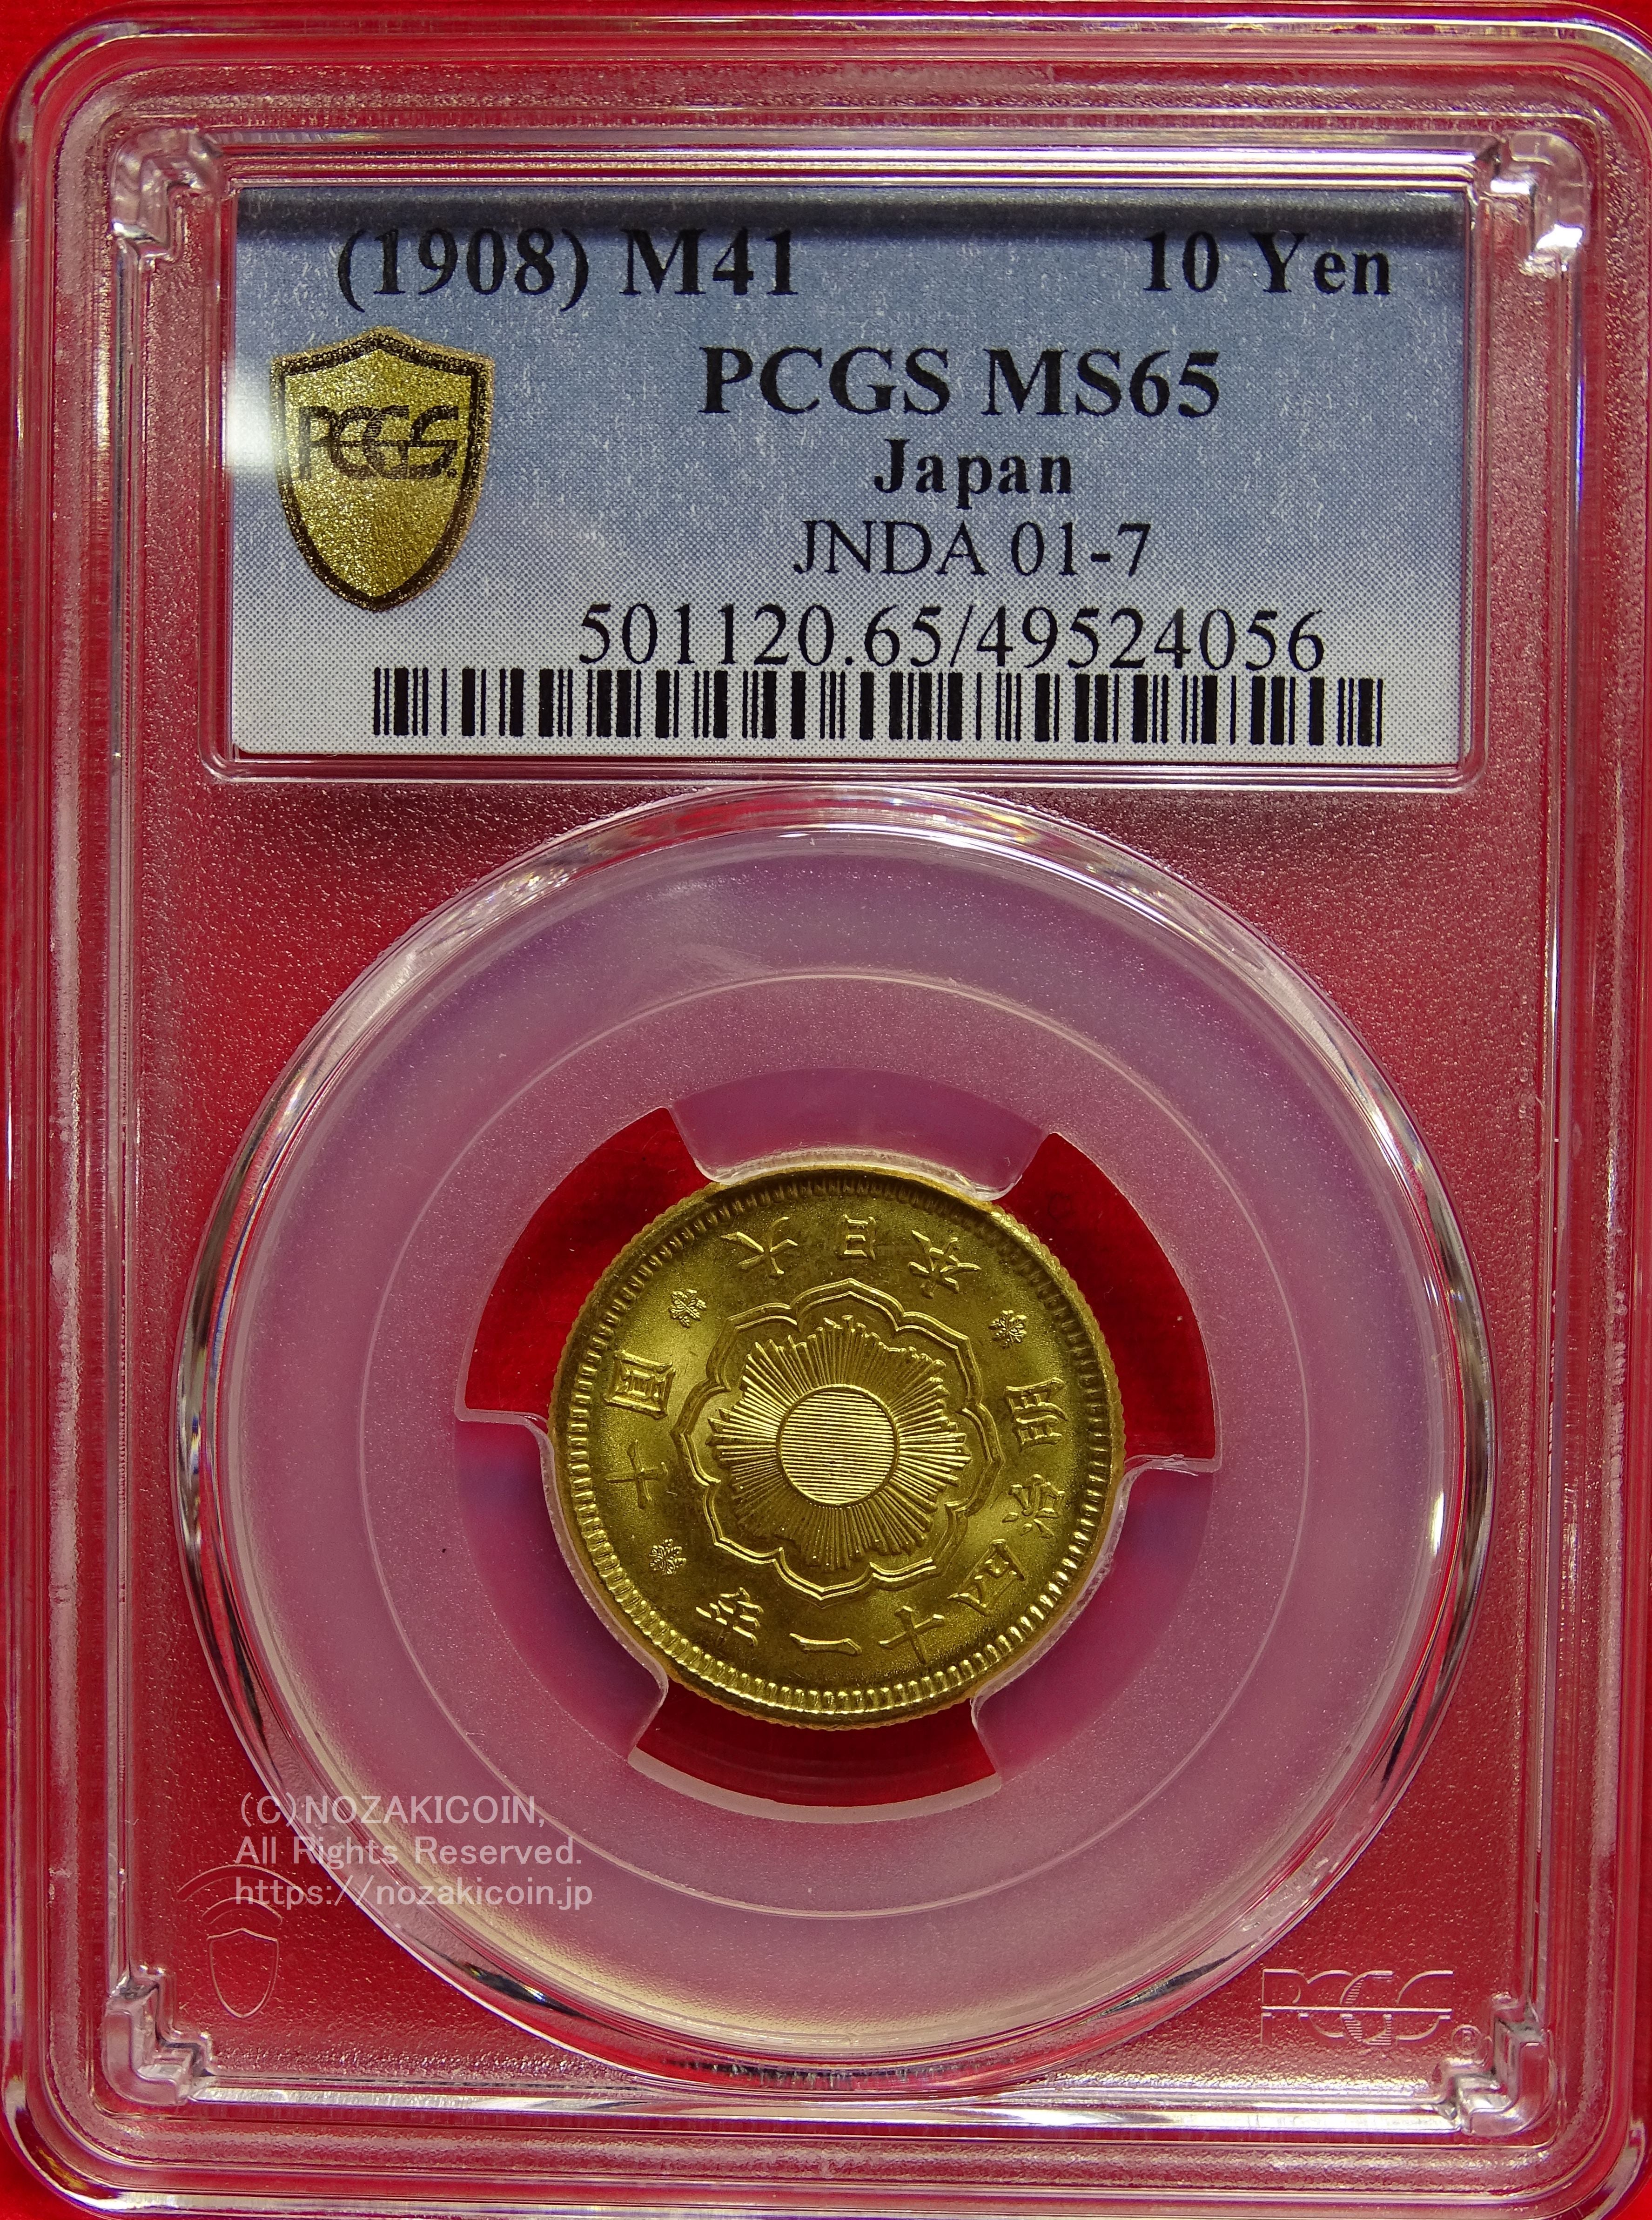 (1908) M41 10 Yen
PCGS MS65
PCGS
Japan
JNDA 01-7
501120.65/49524056
大日本
明治四十一年
十圓
(C)NOZAKICOIN,
All Rights Reserved.
https://nozakicoin.jp
PCGS